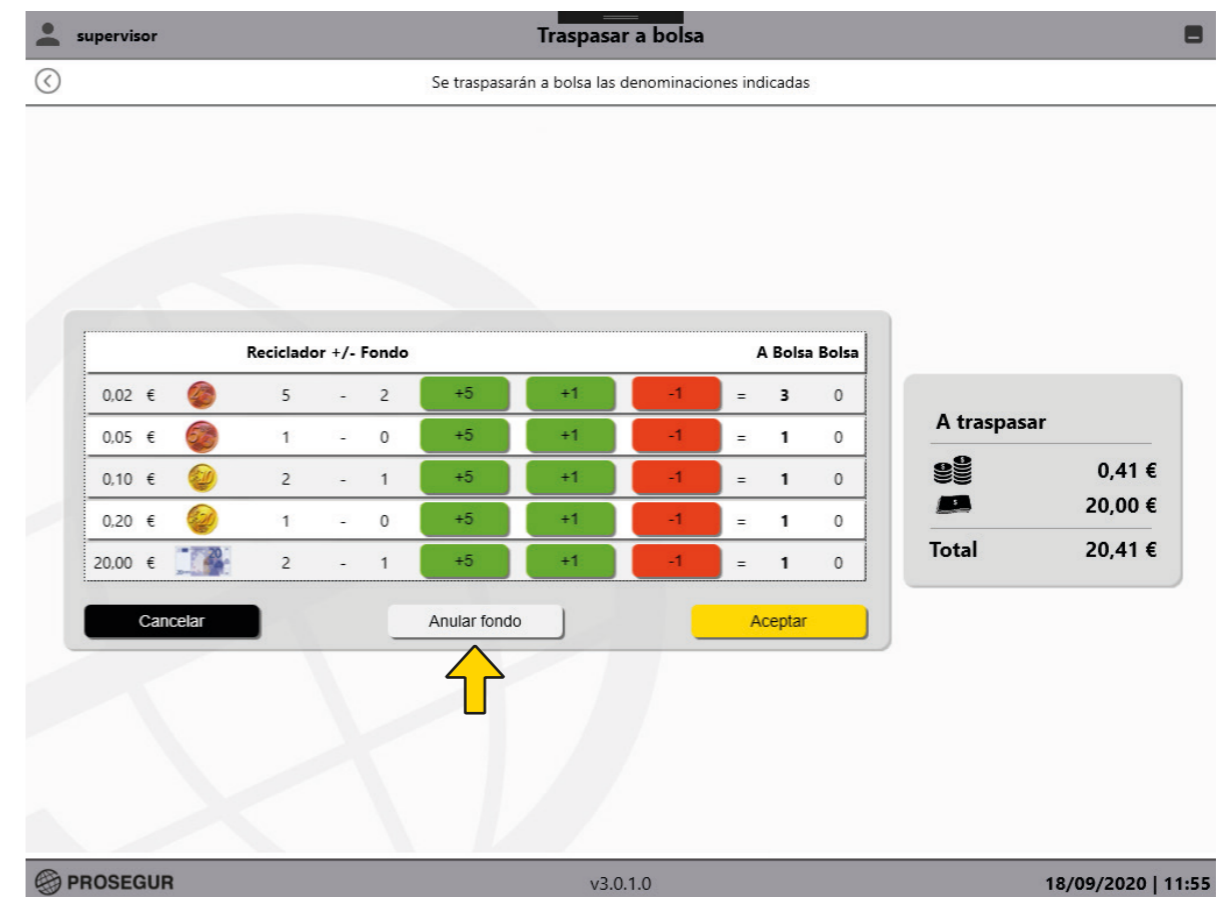 supervisor
Traspasar a bolsa
Se traspasarán a bolsa las denominaciones indicadas
Reciclador +/- Fondo A Bolsa Bolsa
0,02 € 5 - 2 +5 +1 -1 = 3 0
0,05 € 1 - 0 +5 +1 -1 = 1 0
0,10 € 2 - 1 +5 +1 -1 = 1 0
0,20 € 1 - 0 +5 +1 -1 = 1 0
20,00 € 2 - 1 +5 +1 -1 = 1 0
Cancelar Anular fondo Aceptar
A traspasar
0,41 €
20,00 €
Total 20,41 €
PROSEGUR v3.0.1.0 18/09/2020 | 11:55